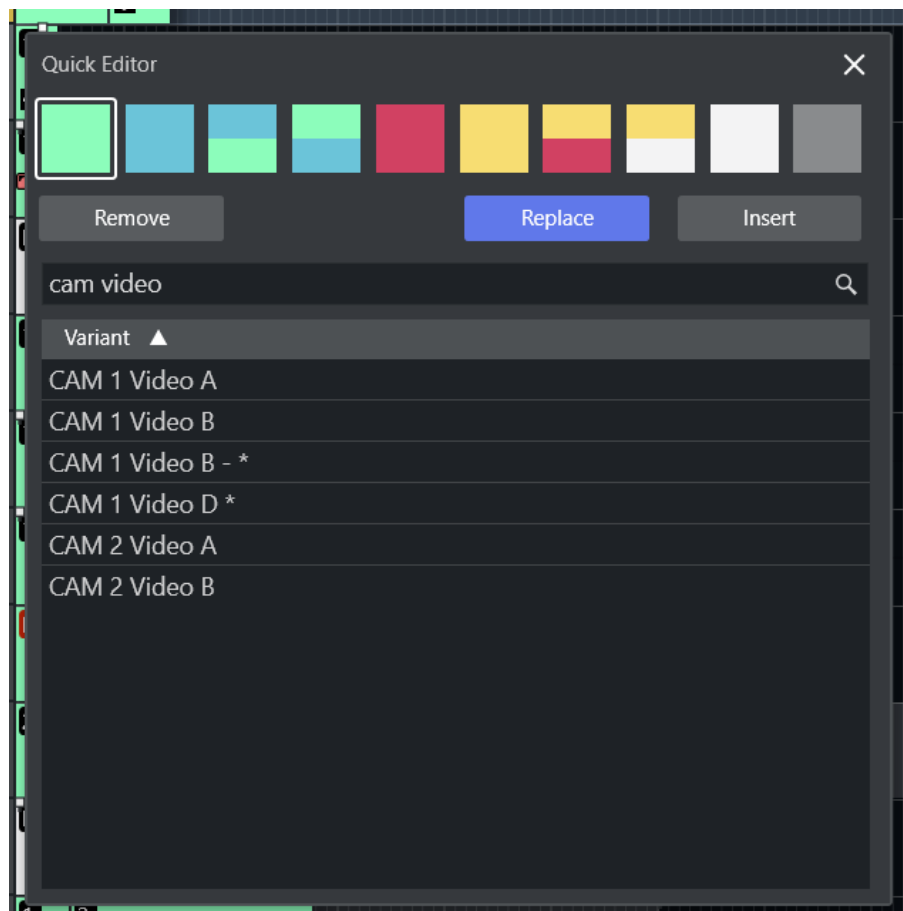 Quick Editor
Remove
Replace
Insert
cam video
Variant
CAM 1 Video A
CAM 1 Video B
CAM 1 Video B - *
CAM 1 Video D *
CAM 2 Video A
CAM 2 Video B